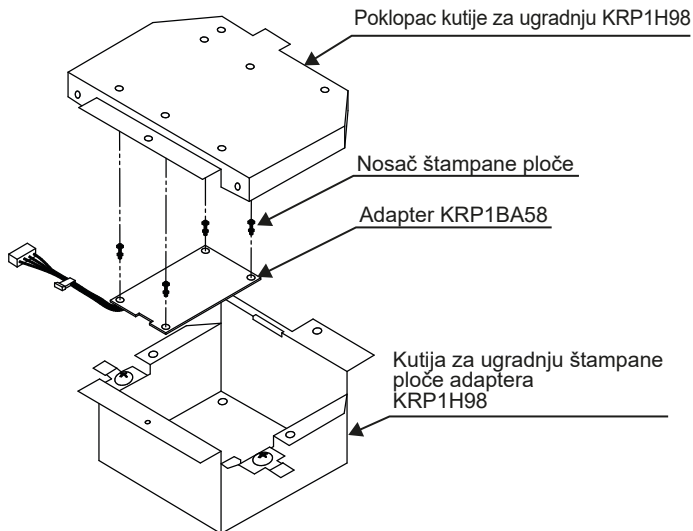 Poklopac kutije za ugradnju KRP1H98
Nosač štampane ploče
Adapter KRP1BA58
Kutija za ugradnju štampane
ploče adaptera
KRP1H98